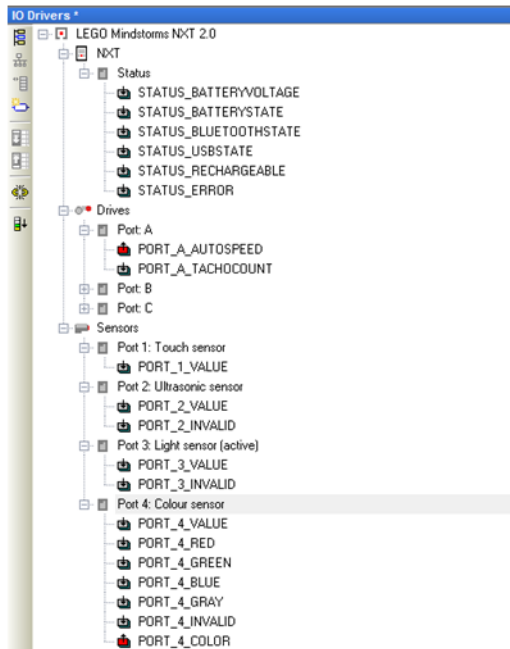 IO Drivers *
LEGO Mindstorms NXT 2.0
NXT
Status
STATUS_BATTERYVOLTAGE
STATUS_BATTERYSTATE
STATUS_BLUETOOTHSTATE
STATUS_USBSTATE
STATUS_RECHARGEABLE
STATUS_ERROR
Drives
Port: A
PORT_A_AUTOSPEED
PORT_A_TACHOCOUNT
Port: B
Port: C
Sensors
Port 1: Touch sensor
PORT_1_VALUE
Port 2: Ultrasonic sensor
PORT_2_VALUE
PORT_2_INVALID
Port 3: Light sensor (active)
PORT_3_VALUE
PORT_3_INVALID
Port 4: Colour sensor
PORT_4_VALUE
PORT_4_RED
PORT_4_GREEN
PORT_4_BLUE
PORT_4_GRAY
PORT_4_INVALID
PORT_4_COLOR